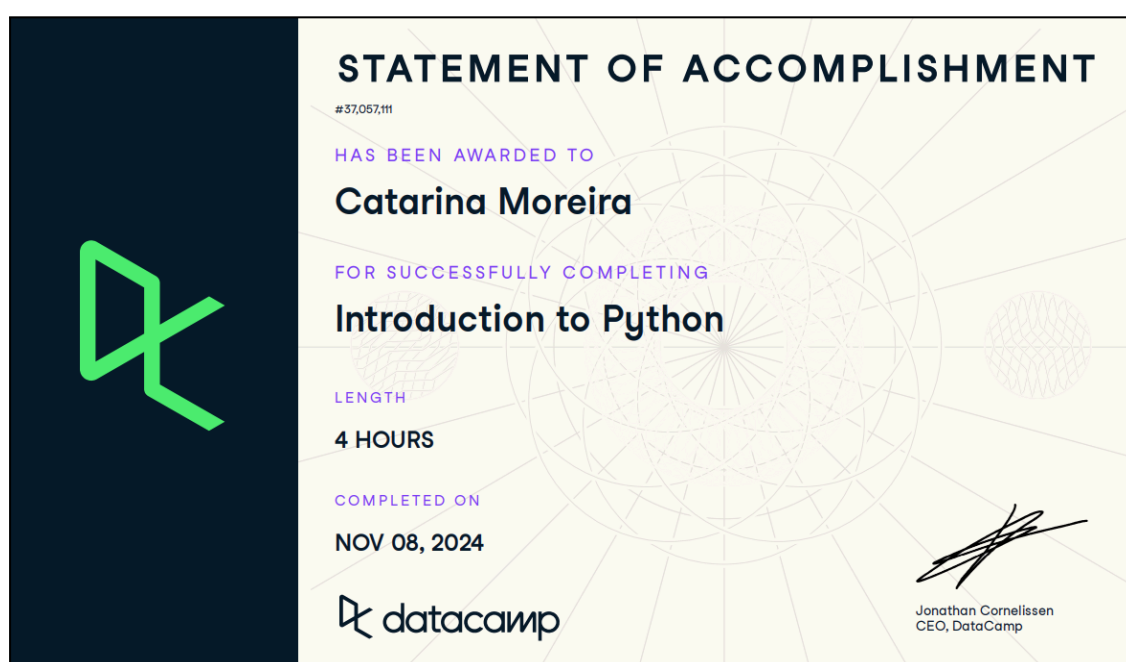 STATEMENT OF ACCOMPLISHMENT
#37,057,111
HAS BEEN AWARDED TO
Catarina Moreira
FOR SUCCESSFULLY COMPLETING
Introduction to Python
LENGTH
4 HOURS
COMPLETED ON
NOV 08, 2024
datacamp
Jonathan Cornelissen
CEO, DataCamp